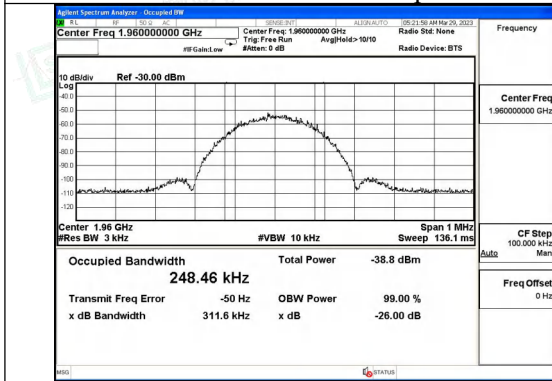 Agilent Spectrum Analyzer - Occupied BW
RL RF 50 Ω AC SENSE:INT ALIGN AUTO 05:21:58 AM Mar 29, 2023
Center Freq 1.960000000 GHz
Center Freq: 1.960000000 GHz
Radio Std: None
Trig: Free Run Avg|Hold:>10/10
#IFGain:Low #Atten: 0 dB Radio Device: BTS
Frequency
10 dB/div Ref -30.00 dBm
Log
-40.0
-50.0
-60.0
-70.0
-80.0
-90.0
-100
-110
-120
Center 1.96 GHz Span 1 MHz
#Res BW 3 kHz #VBW 10 kHz Sweep 136.1 ms
Center Freq
1.960000000 GHz
CF Step
100.000 kHz
Auto Man
Freq Offset
0 Hz
Occupied Bandwidth Total Power -38.8 dBm
248.46 kHz
Transmit Freq Error -50 Hz OBW Power 99.00 %
x dB Bandwidth 311.6 kHz x dB -26.00 dB
MSG STATUS